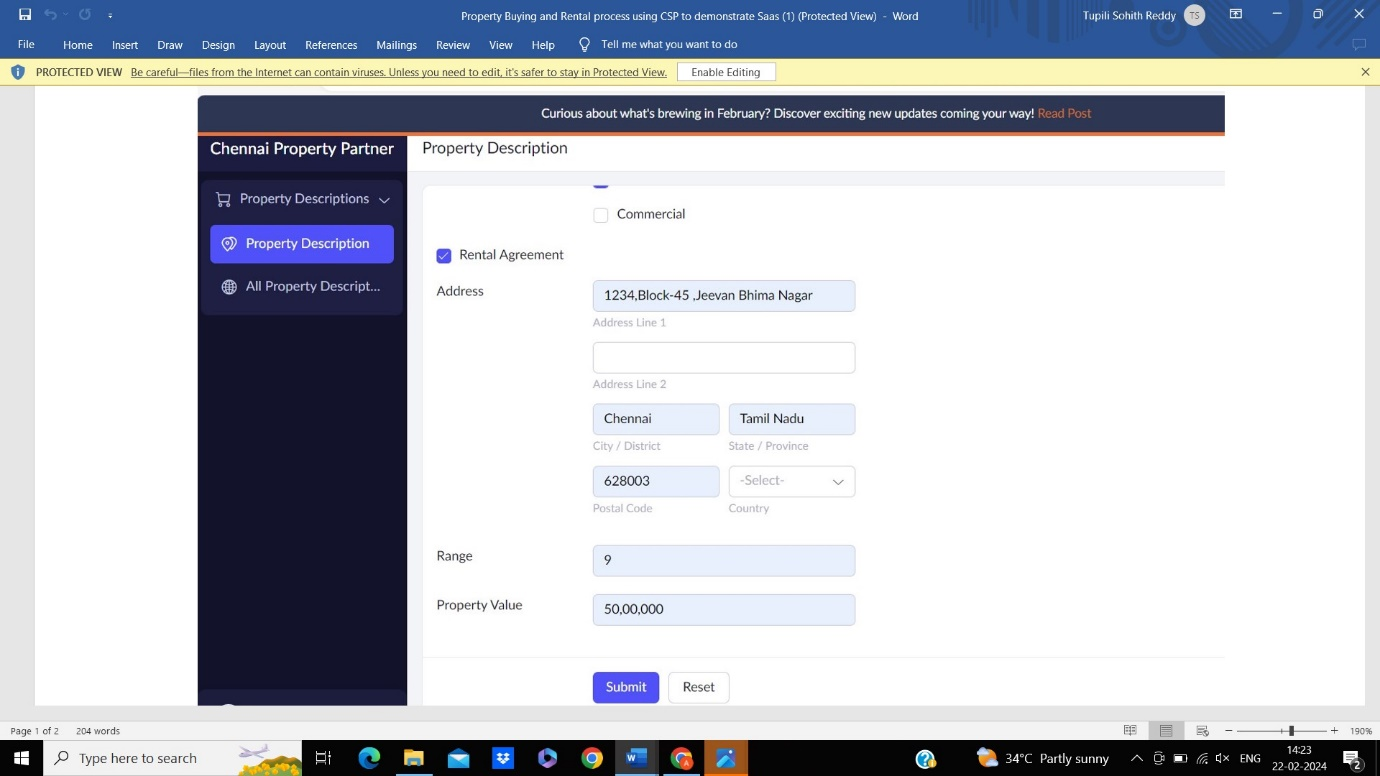 Property Buying and Rental process using CSP to demonstrate Saas (1) (Protected View) - Word
Tupili Sohith Reddy TS
File Home Insert Draw Design Layout References Mailings Review View Help Tell me what you want to do
PROTECTED VIEW Be careful—files from the Internet can contain viruses. Unless you need to edit, it's safer to stay in Protected View. Enable Editing
Curious about what's brewing in February? Discover exciting new updates coming your way! Read Post
Chennai Property Partner
Property Description
Property Descriptions
Property Description
All Property Descript...
Commercial
Rental Agreement
Address
1234,Block-45 ,Jeevan Bhima Nagar
Address Line 1
Address Line 2
Chennai Tamil Nadu
City / District State / Province
628003 -Select-
Postal Code Country
Range 9
Property Value 50,00,000
Submit Reset
Page 1 of 2 204 words
190%
Type here to search
34°C Partly sunny
ENG
14:23
22-02-2024
2